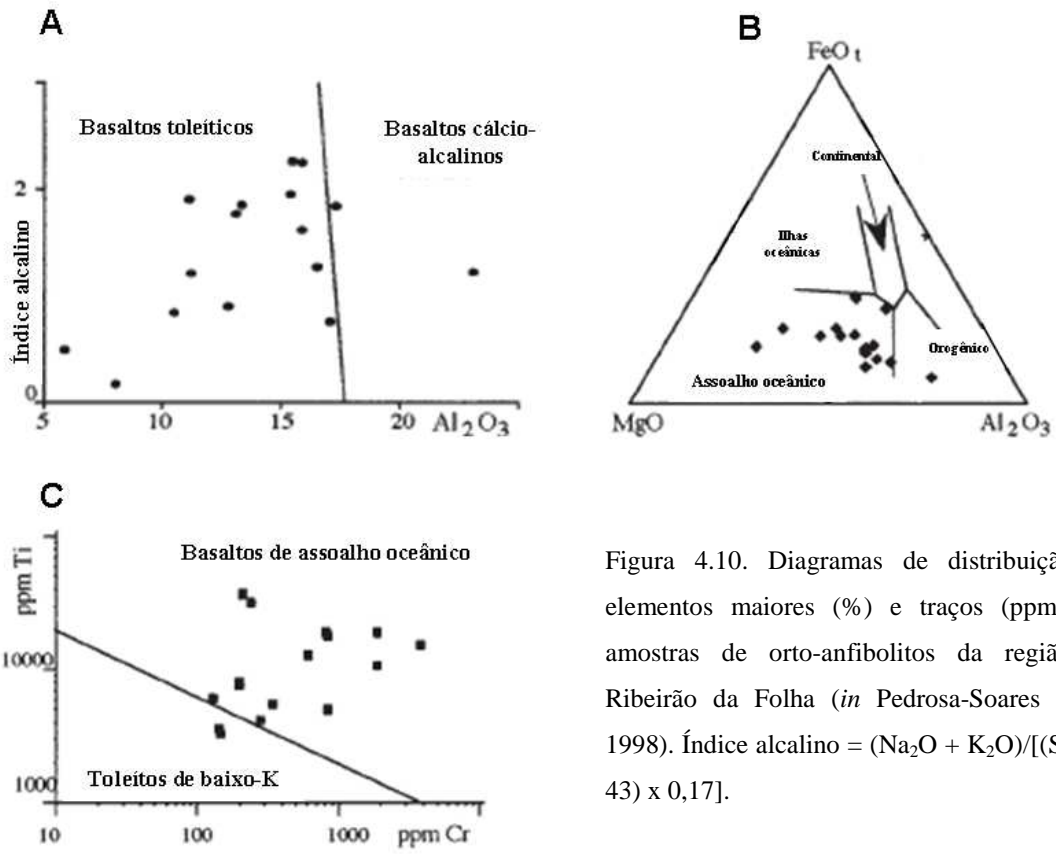 A
Basaltos toleíticos
Basaltos cálcio-
alcalinos
Índice alcalino
2
0
5
10
15
20
Al2O3
B
FeO t
Continental
Ilhas
oceânicas
Orogênico
Assoalho oceânico
MgO
Al2O3
C
Basaltos de assoalho oceânico
ppm Ti
10000
1000
Toleítos de baixo-K
10
100
1000
ppm Cr
Figura 4.10. Diagramas de distribuiçã
elementos maiores (%) e traços (ppm
amostras de orto-anfibolitos da regiã
Ribeirão da Folha (in Pedrosa-Soares
1998). Índice alcalino = (Na2O + K2O)/[(S
43) x 0,17].